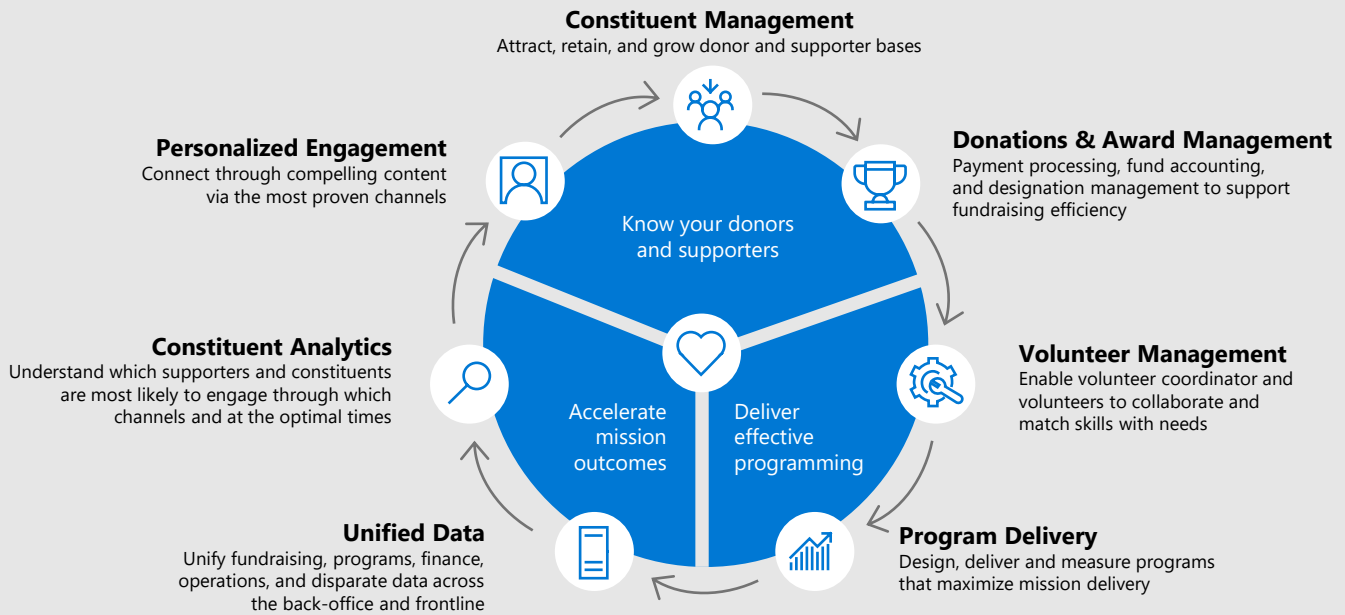 Constituent Management
Attract, retain, and grow donor and supporter bases
Personalized Engagement
Connect through compelling content
via the most proven channels
Donations & Award Management
Payment processing, fund accounting,
and designation management to support
fundraising efficiency
Know your donors
and supporters
Constituent Analytics
Understand which supporters and constituents
are most likely to engage through which
channels and at the optimal times
Volunteer Management
Enable volunteer coordinator and
volunteers to collaborate and
match skills with needs
Accelerate
mission
outcomes
Deliver
effective
programming
Unified Data
Unify fundraising, programs, finance,
operations, and disparate data across
the back-office and frontline
Program Delivery
Design, deliver and measure programs
that maximize mission delivery